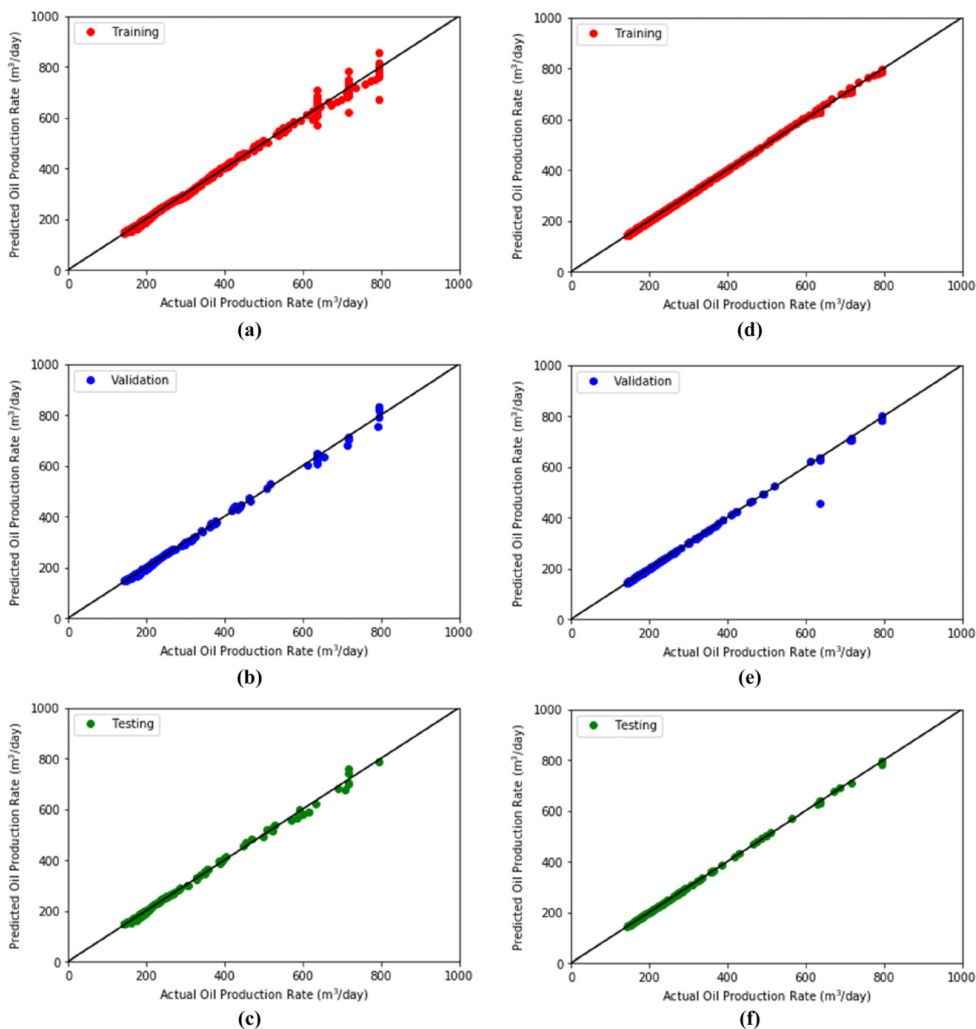 1000
800
600
400
200
0
Predicted Oil Production Rate (m³/day)
Training
0 200 400 600 800 1000
Actual Oil Production Rate (m³/day)
(a)
1000
800
600
400
200
0
Predicted Oil Production Rate (m³/day)
Training
0 200 400 600 800 1000
Actual Oil Production Rate (m³/day)
(d)
1000
800
600
400
200
0
Predicted Oil Production Rate (m³/day)
Validation
0 200 400 600 800 1000
Actual Oil Production Rate (m³/day)
(b)
1000
800
600
400
200
0
Predicted Oil Production Rate (m³/day)
Validation
0 200 400 600 800 1000
Actual Oil Production Rate (m³/day)
(e)
1000
800
600
400
200
0
Predicted Oil Production Rate (m³/day)
Testing
0 200 400 600 800 1000
Actual Oil Production Rate (m³/day)
(c)
1000
800
600
400
200
0
Predicted Oil Production Rate (m³/day)
Testing
0 200 400 600 800 1000
Actual Oil Production Rate (m³/day)
(f)